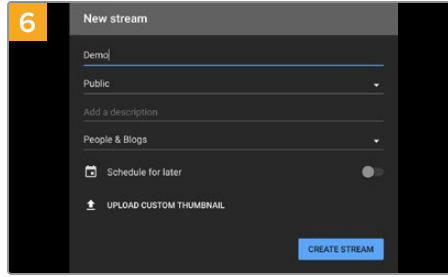 6
New stream
Demo
Public
Add a description
People & Blogs
Schedule for later
UPLOAD CUSTOM THUMBNAIL
CREATE STREAM